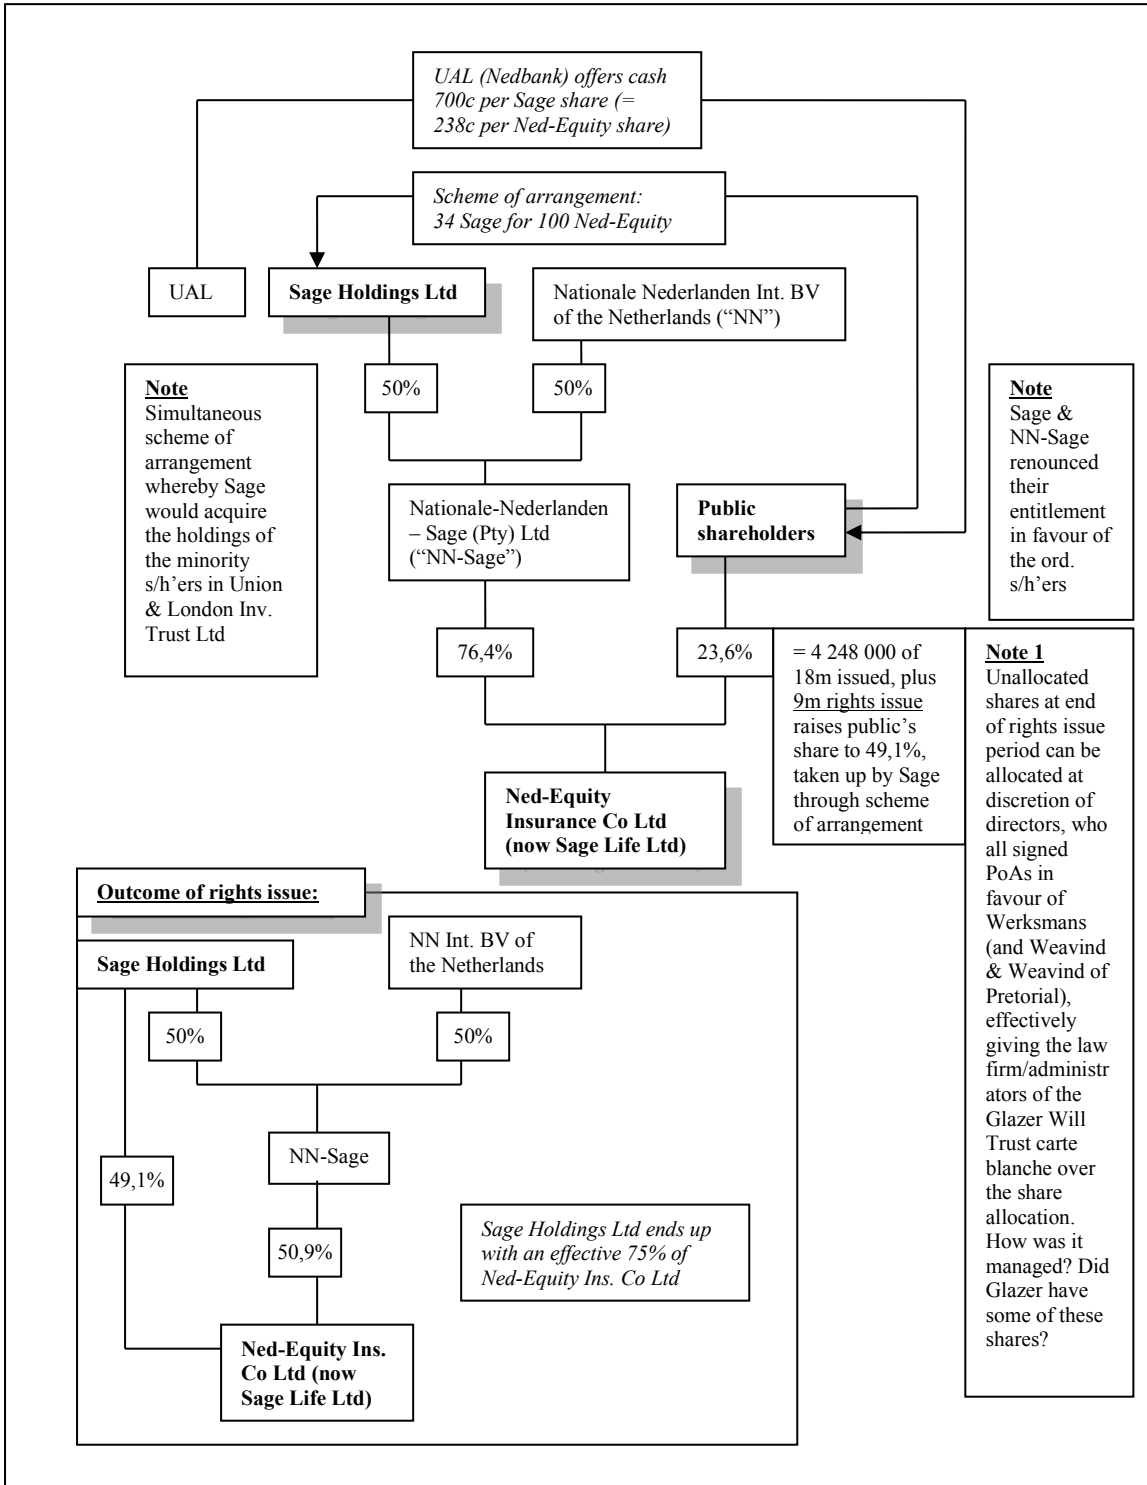 UAL (Nedbank) offers cash
700c per Sage share (=
238c per Ned-Equity share)
Scheme of arrangement:
34 Sage for 100 Ned-Equity
UAL
Sage Holdings Ltd
Nationale Nederlanden Int. BV
of the Netherlands (“NN”)
Note
Simultaneous
scheme of
arrangement
whereby Sage
would acquire
the holdings of
the minority
s/h’ers in Union
& London Inv.
Trust Ltd
50%
50%
Note
Sage &
NN-Sage
renounced
their
entitlement
in favour of
the ord.
s/h’ers
Nationale-Nederlanden
– Sage (Pty) Ltd
(“NN-Sage”)
Public
shareholders
76,4%
23,6%
= 4 248 000 of
18m issued, plus
9m rights issue
raises public’s
share to 49,1%,
taken up by Sage
through scheme
of arrangement
Note 1
Unallocated
shares at end
of rights issue
period can be
allocated at
discretion of
directors, who
all signed
PoAs in
favour of
Werksmans
(and Weavind
& Weavind of
Pretorial),
effectively
giving the law
firm/administr
ators of the
Glazer Will
Trust carte
blanche over
the share
allocation.
How was it
managed? Did
Glazer have
some of these
shares?
Ned-Equity
Insurance Co Ltd
(now Sage Life Ltd)
Outcome of rights issue:
Sage Holdings Ltd
NN Int. BV of
the Netherlands
50%
50%
NN-Sage
49,1%
50,9%
Sage Holdings Ltd ends up
with an effective 75% of
Ned-Equity Ins. Co Ltd
Ned-Equity Ins.
Co Ltd (now
Sage Life Ltd)